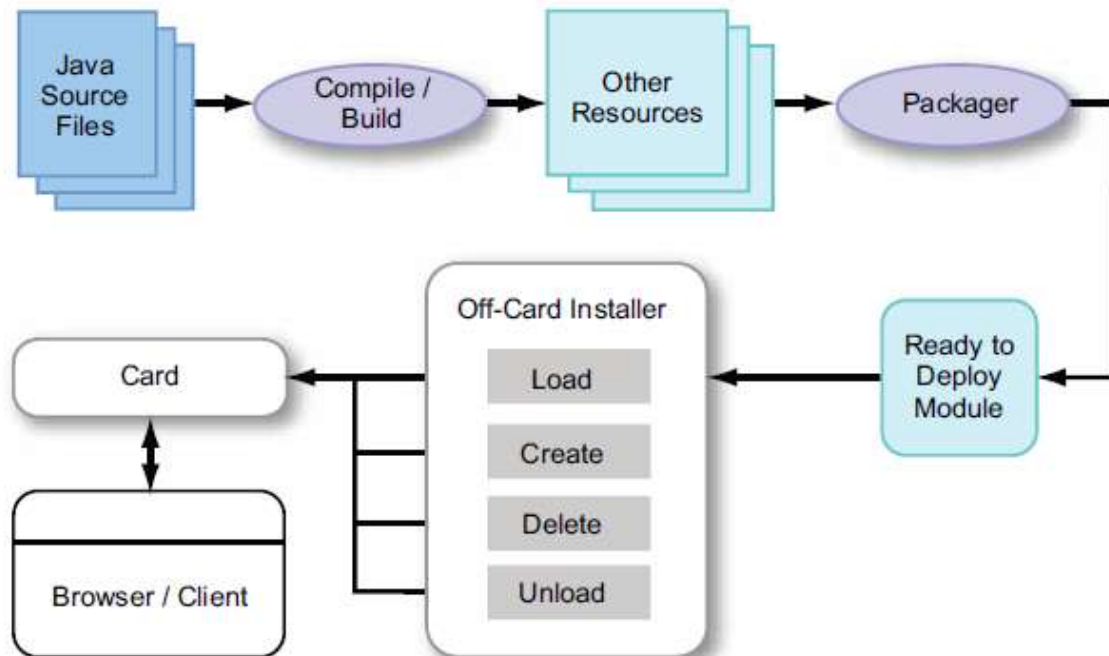 Java
Source
Files
Compile /
Build
Other
Resources
Packager
Ready to
Deploy
Module
Off-Card Installer
Load
Create
Delete
Unload
Card
Browser / Client